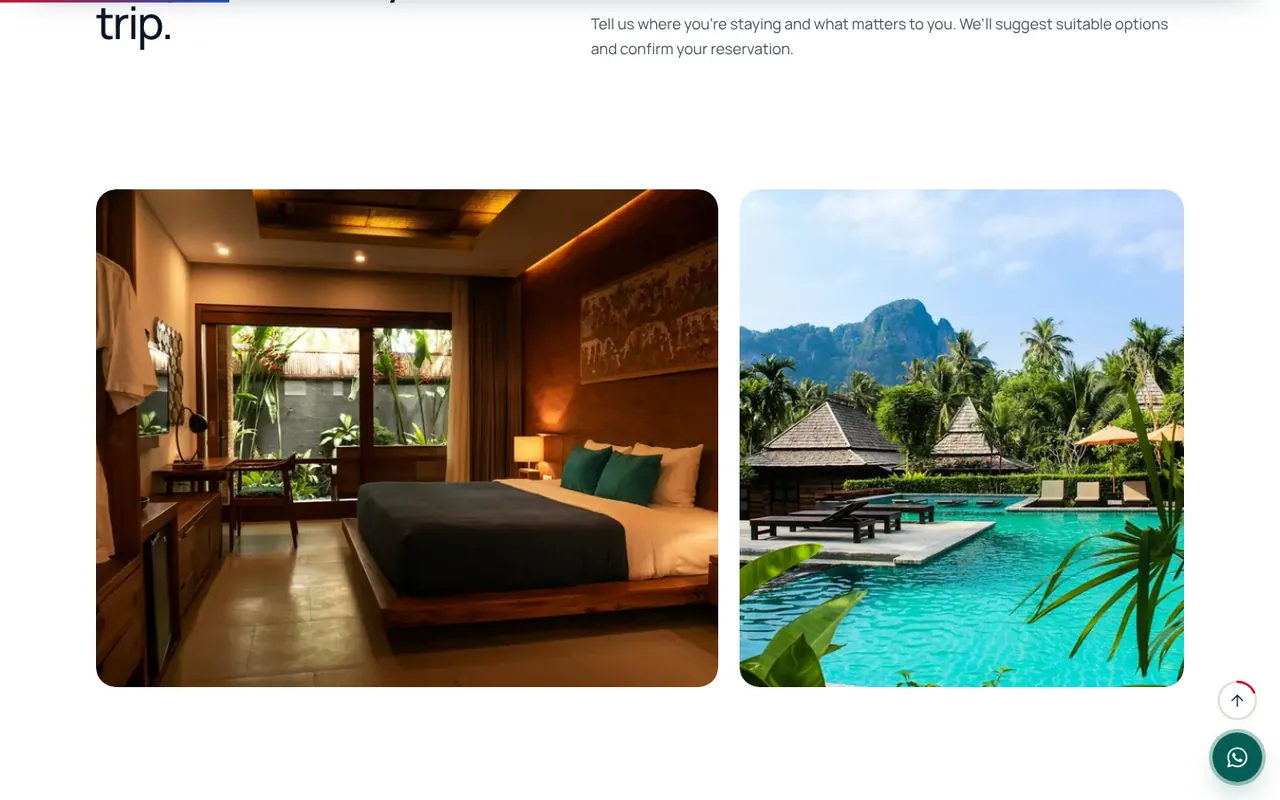 trip.
Tell us where you're staying and what matters to you. We'll suggest suitable options
and confirm your reservation.